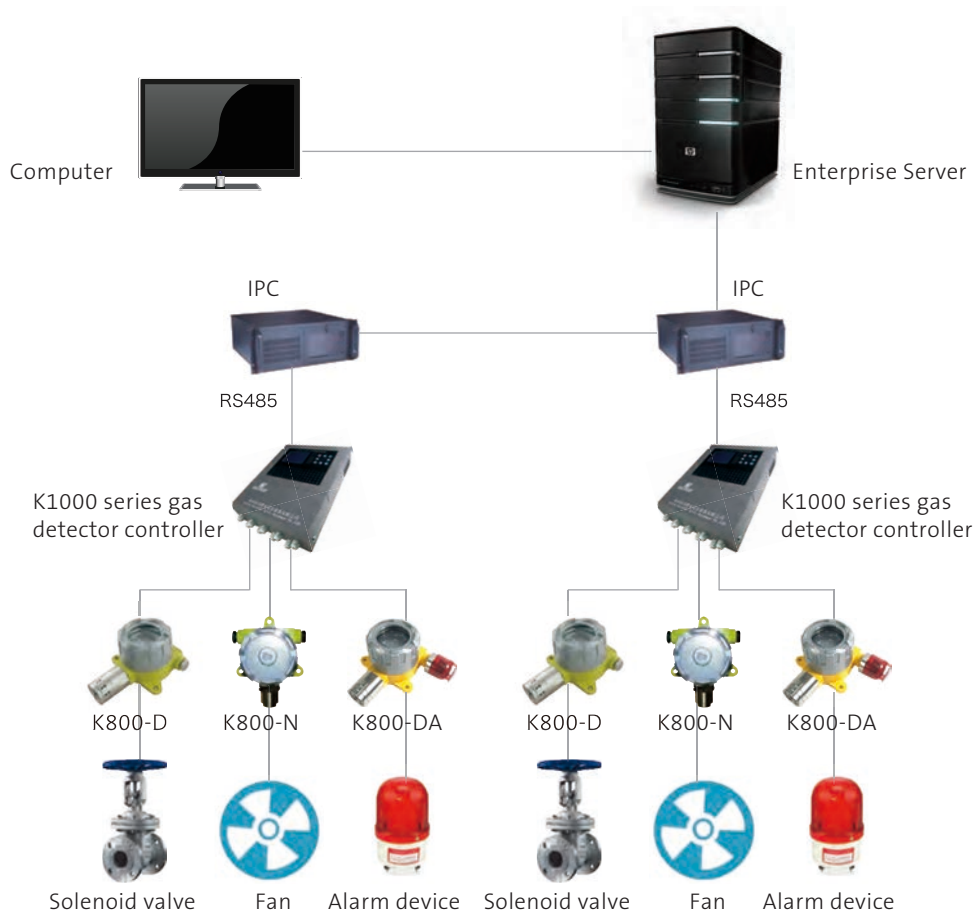 Computer
Enterprise Server
hp
IPC
IPC
RS485
RS485
K1000 series gas
detector controller
K1000 series gas
detector controller
K800-D
K800-N
K800-DA
K800-D
K800-N
K800-DA
Solenoid valve
Fan
Alarm device
Solenoid valve
Fan
Alarm device